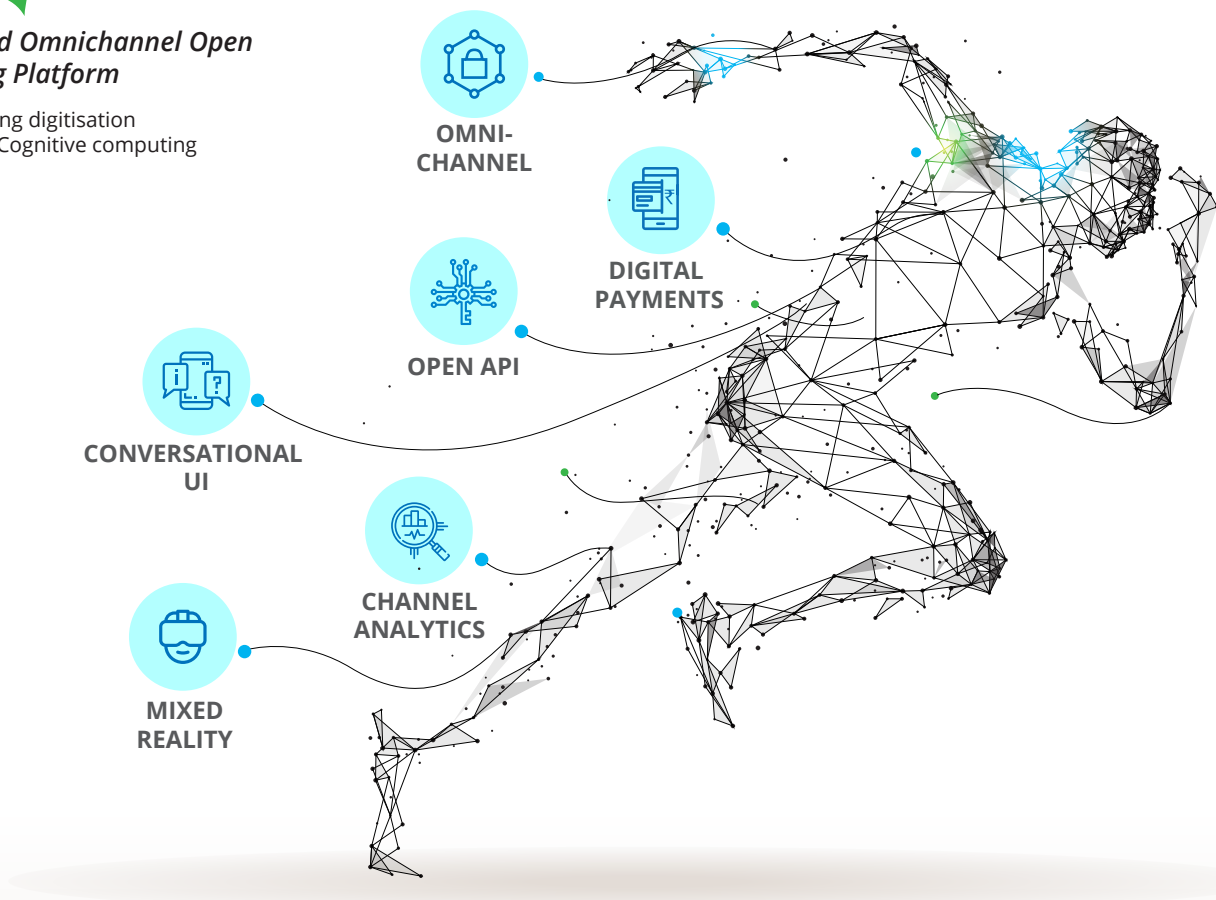 d Omnichannel Open
g Platform
ng digitisation
Cognitive computing
OMNI-
CHANNEL
DIGITAL
PAYMENTS
OPEN API
CONVERSATIONAL
UI
CHANNEL
ANALYTICS
MIXED
REALITY
₹
i
?